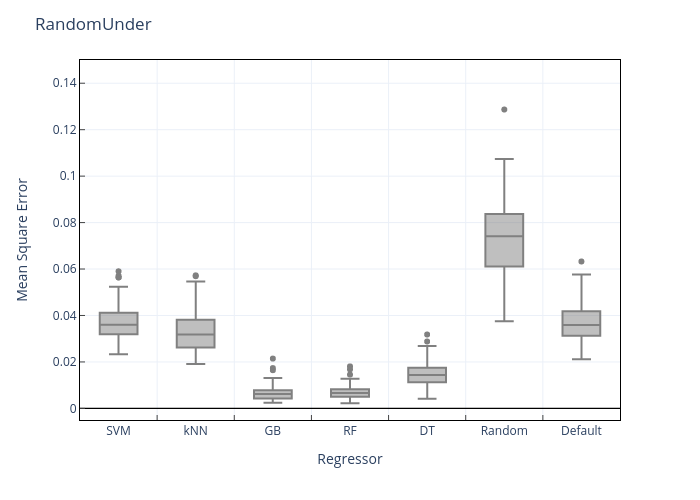 RandomUnder
0.14
0.12
0.1
0.08
0.06
0.04
0.02
0
Mean Square Error
SVM kNN GB RF DT Random Default
Regressor